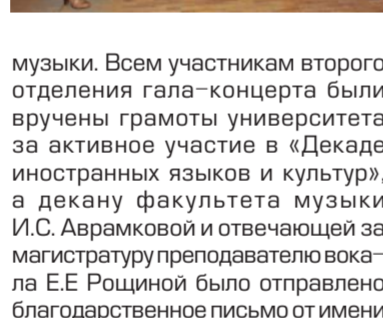 музыки. Всем участникам второго
отделения гала-концерта были
вручены грамоты университета
за активное участие в «Декаде
иностранных языков и культур»,
а декану факультета музыки
И.С. Аврамковой и отвечающей за
магистратуру преподавателю вока-
ла Е.Е Рощиной было отправлено
благодарственное письмо от имени